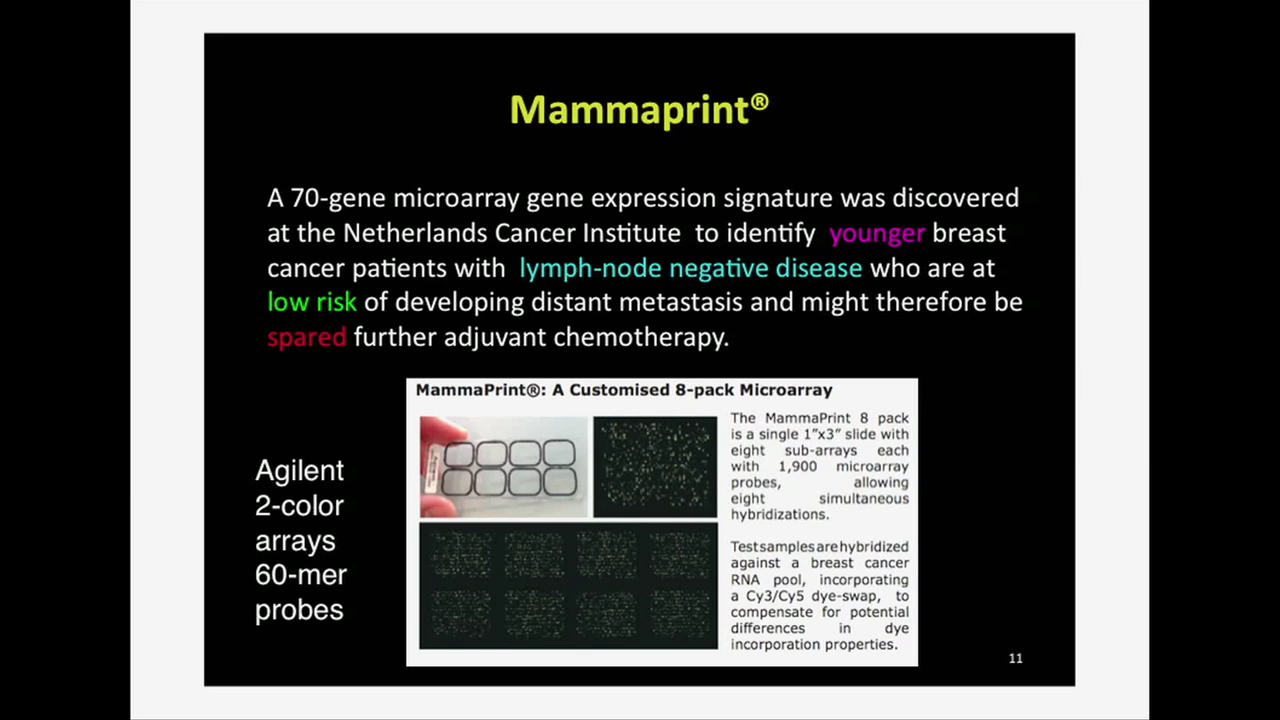 Mammaprint®
A 70-gene microarray gene expression signature was discovered
at the Netherlands Cancer Institute to identify younger breast
cancer patients with lymph-node negative disease who are at
low risk of developing distant metastasis and might therefore be
spared further adjuvant chemotherapy.
Agilent
2-color
arrays
60-mer
probes
MammaPrint®: A Customised 8-pack Microarray
The MammaPrint 8 pack
is a single 1"x3" slide with
eight sub-arrays each
with 1,900 microarray
probes, allowing
eight simultaneous
hybridizations.
Test samples are hybridized
against a breast cancer
RNA pool, incorporating
a Cy3/Cy5 dye-swap, to
compensate for potential
differences in dye
incorporation properties.
11